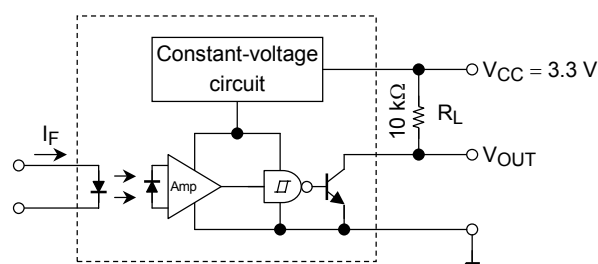 Constant-voltage
circuit
V_CC = 3.3 V
10 kΩ
R_L
I_F
V_OUT
Amp